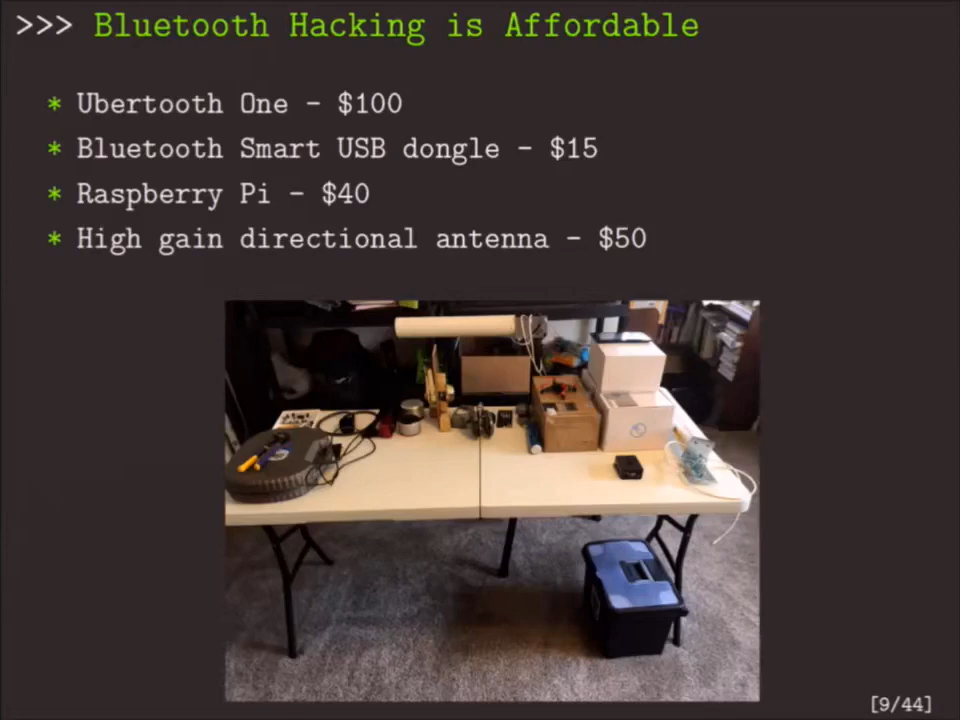 >>> Bluetooth Hacking is Affordable
* Ubertooth One - $100
* Bluetooth Smart USB dongle - $15
* Raspberry Pi - $40
* High gain directional antenna - $50
[9/44]